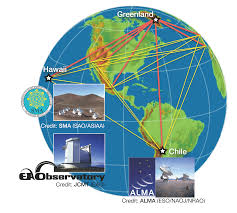 Greenland
Hawaii
Credit: SMA (SAO/ASIAA)
EAObservatory
Credit: JCMT (EAO)
Chile
ALMA
Credit: ALMA (ESO/NAOJ/NRAO)